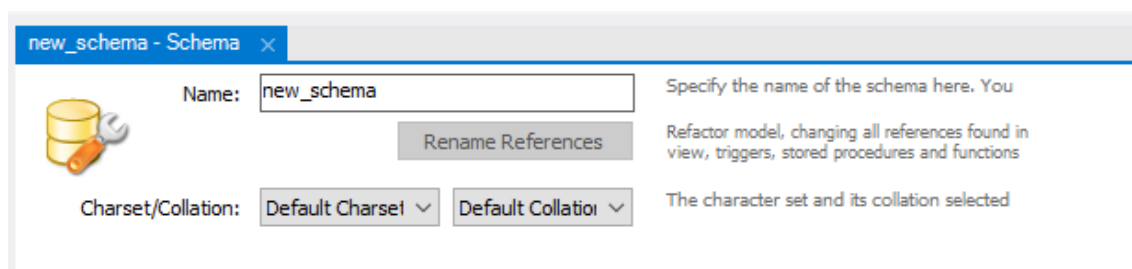 new_schema - Schema ×
Name: new_schema Specify the name of the schema here. You
Rename References Refactor model, changing all references found in
view, triggers, stored procedures and functions
Charset/Collation: Default Charset Default Collation The character set and its collation selected